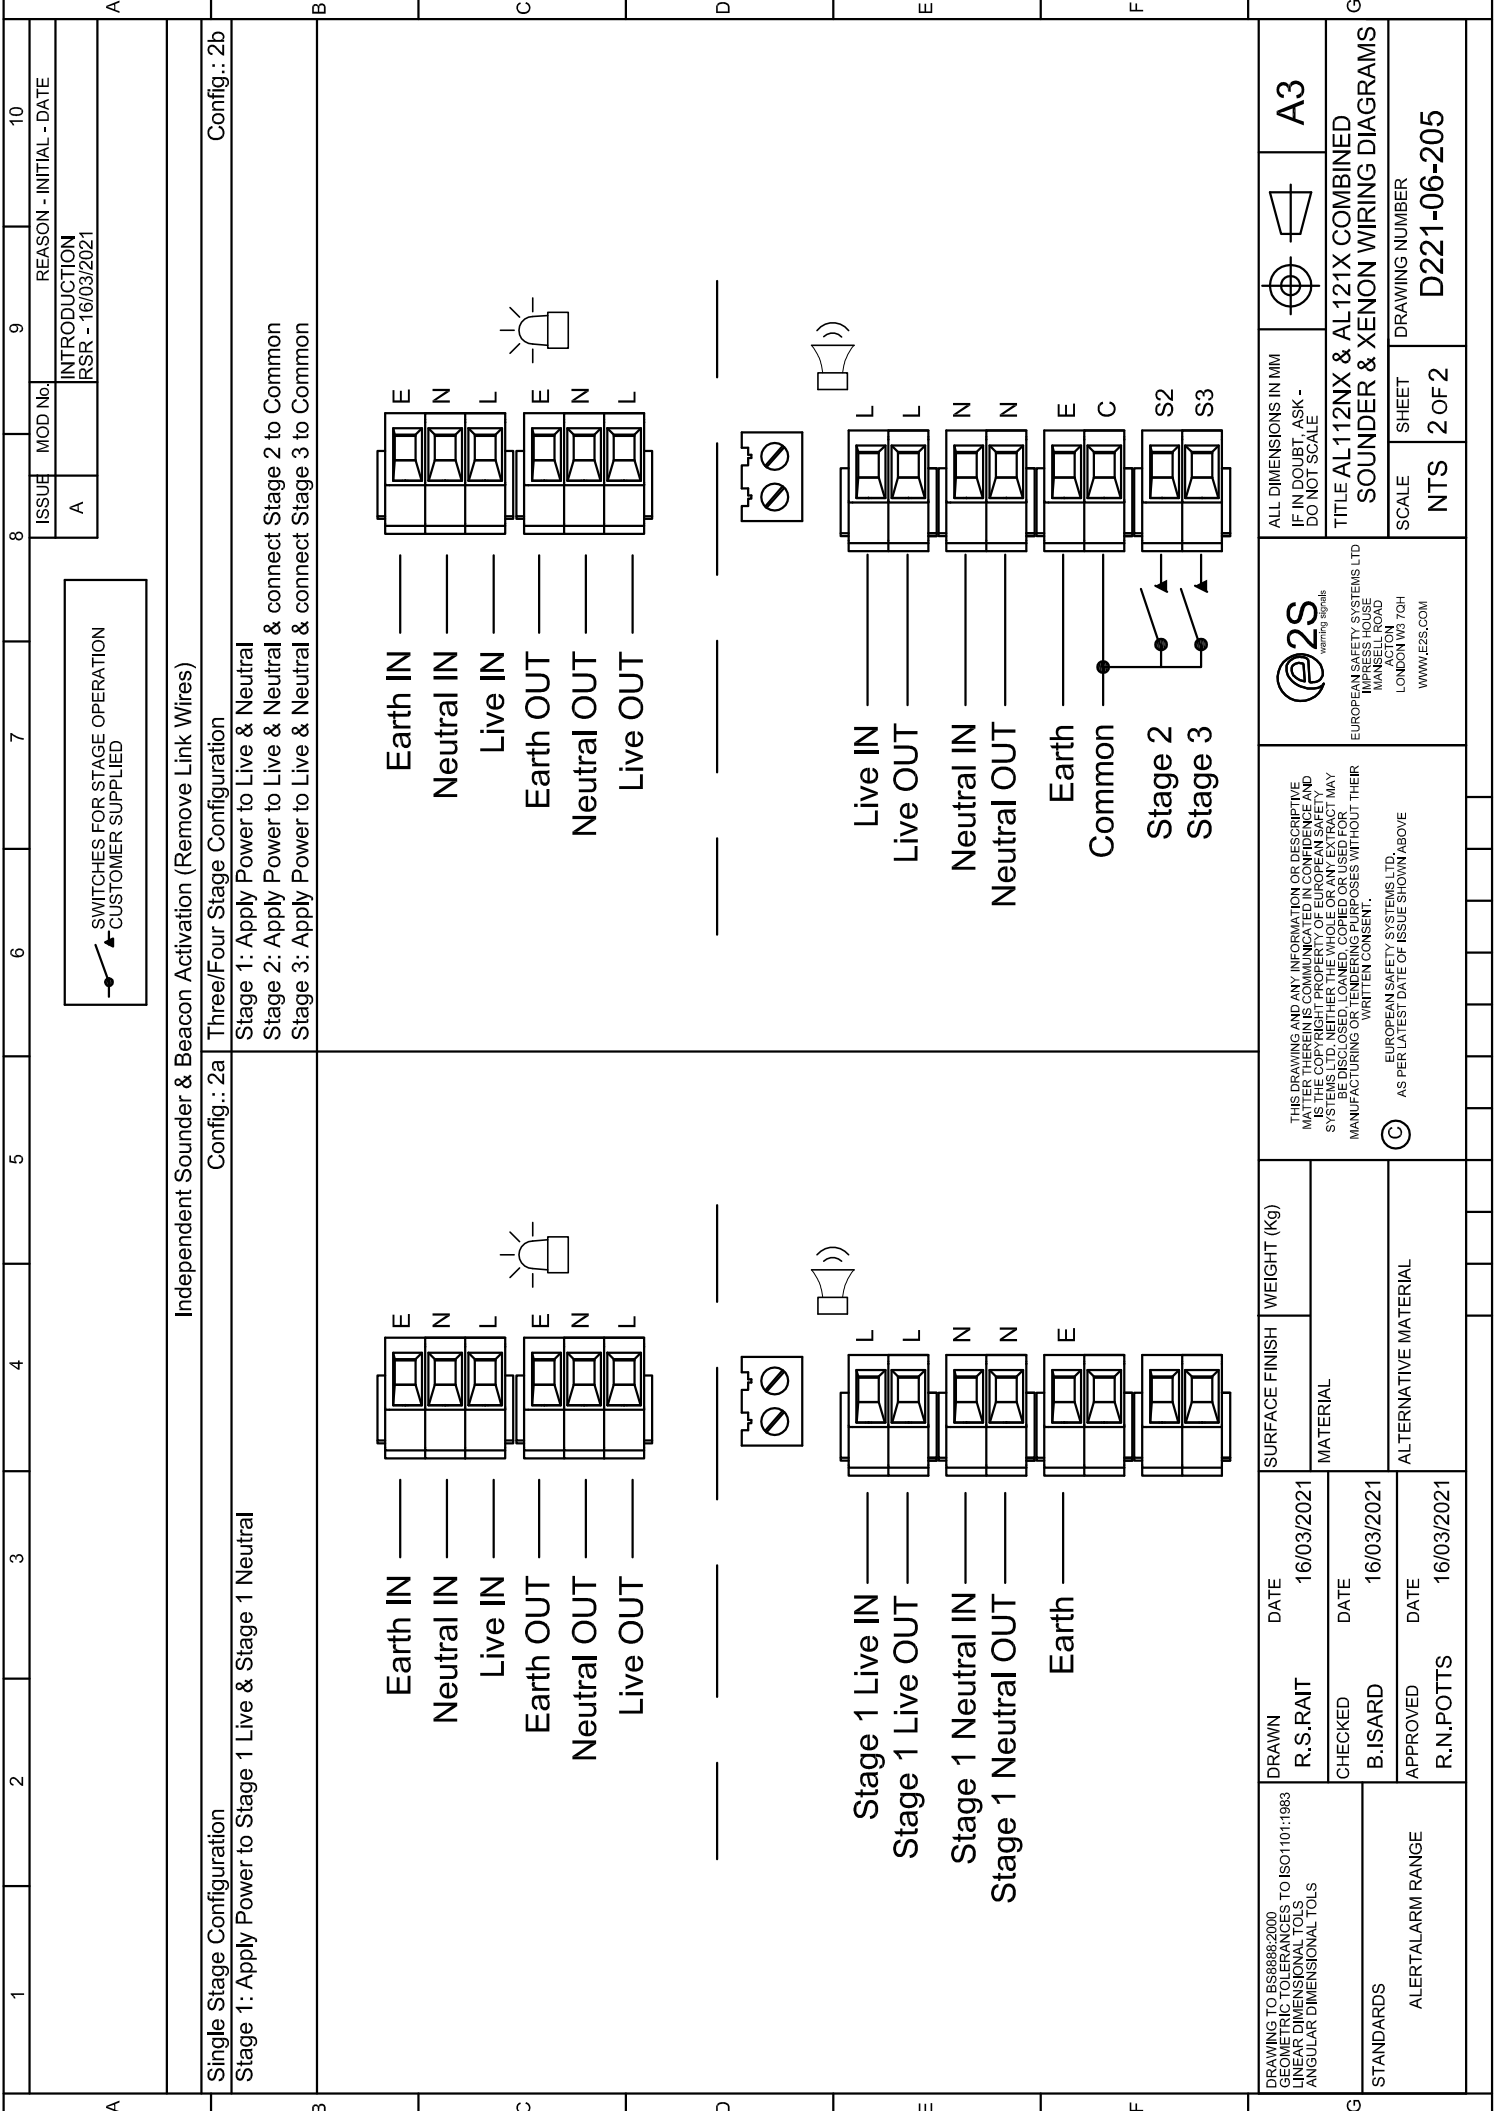 1 2 3 4 5 6 7 8 9 10
ISSUE MOD No. REASON - INITIAL - DATE
A INTRODUCTION
RSR - 16/03/2021
SWITCHES FOR STAGE OPERATION
CUSTOMER SUPPLIED
A A
Independent Sounder & Beacon Activation (Remove Link Wires)
Single Stage Configuration Config.: 2a
Stage 1: Apply Power to Stage 1 Live & Stage 1 Neutral
Three/Four Stage Configuration Config.: 2b
Stage 1: Apply Power to Live & Neutral
Stage 2: Apply Power to Live & Neutral & connect Stage 2 to Common
Stage 3: Apply Power to Live & Neutral & connect Stage 3 to Common
B B
C C
D D
E E
F F
G G
Earth IN E
Neutral IN N
Live IN L
Earth OUT E
Neutral OUT N
Live OUT L
Stage 1 Live IN L
Stage 1 Live OUT L
Stage 1 Neutral IN N
Stage 1 Neutral OUT N
Earth E
Earth IN E
Neutral IN N
Live IN L
Earth OUT E
Neutral OUT N
Live OUT L
Live IN L
Live OUT L
Neutral IN N
Neutral OUT N
Earth E
Common C
Stage 2 S2
Stage 3 S3
DRAWING TO BS8888:2000
GEOMETRIC TOLERANCES TO ISO1101:1983
LINEAR DIMENSIONAL TOLS
ANGULAR DIMENSIONAL TOLS
STANDARDS
ALERTALARM RANGE
DRAWN DATE
R.S.RAIT 16/03/2021
CHECKED DATE
B.ISARD 16/03/2021
APPROVED DATE
R.N.POTTS 16/03/2021
SURFACE FINISH WEIGHT (Kg)
MATERIAL
ALTERNATIVE MATERIAL
THIS DRAWING AND ANY INFORMATION OR DESCRIPTIVE
MATTER THEREIN IS COMMUNICATED IN CONFIDENCE AND
IS THE COPYRIGHT PROPERTY OF EUROPEAN SAFETY
SYSTEMS LTD. NEITHER THE WHOLE OR ANY EXTRACT MAY
BE DISCLOSED, LOANED, COPIED OR USED FOR
MANUFACTURING OR TENDERING PURPOSES WITHOUT THEIR
WRITTEN CONSENT.
C
EUROPEAN SAFETY SYSTEMS LTD.
AS PER LATEST DATE OF ISSUE SHOWN ABOVE
e2S
warning signals
EUROPEAN SAFETY SYSTEMS LTD
IMPRESS HOUSE
MANSELL ROAD
ACTON
LONDON W3 7QH
WWW.E2S.COM
ALL DIMENSIONS IN MM
IF IN DOUBT, ASK -
DO NOT SCALE
A3
TITLE AL112NX & AL121X COMBINED
SOUNDER & XENON WIRING DIAGRAMS
SCALE SHEET DRAWING NUMBER
NTS 2 OF 2 D221-06-205